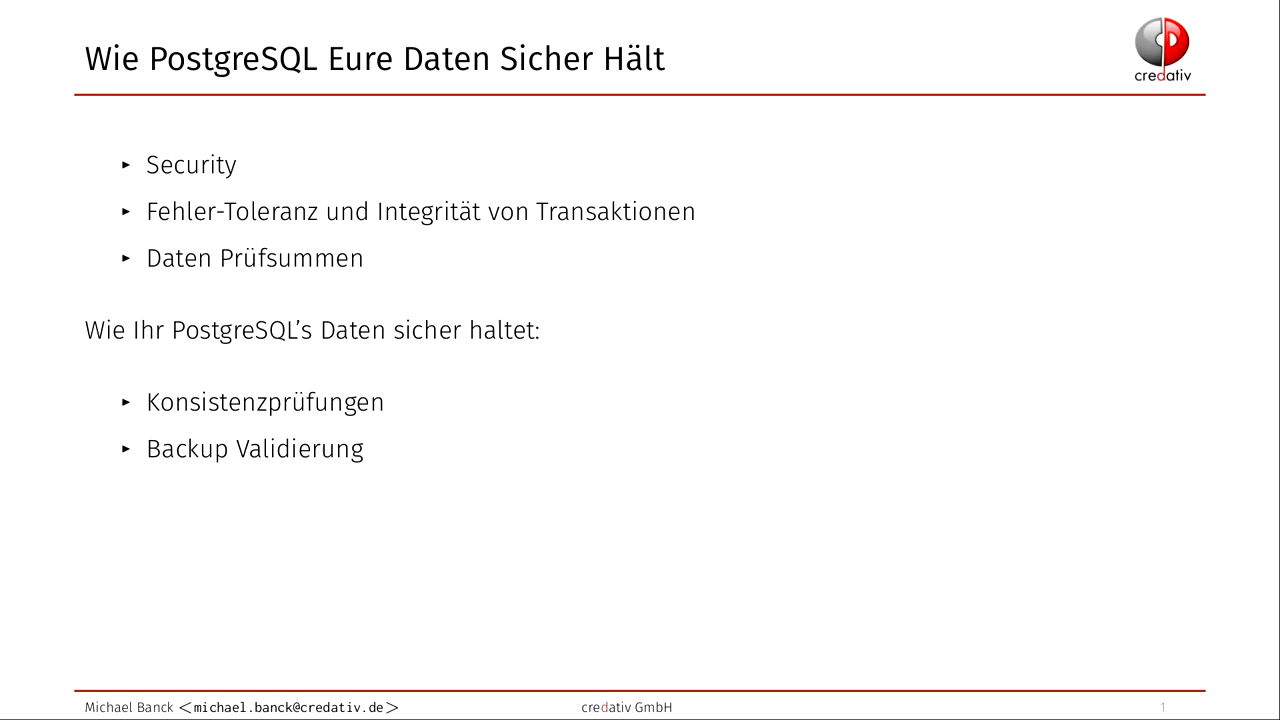 Wie PostgreSQL Eure Daten Sicher Hält
credativ
▸ Security
▸ Fehler-Toleranz und Integrität von Transaktionen
▸ Daten Prüfsummen
Wie Ihr PostgreSQL’s Daten sicher haltet:
▸ Konsistenzprüfungen
▸ Backup Validierung
Michael Banck <michael.banck@credativ.de> credativ GmbH 1